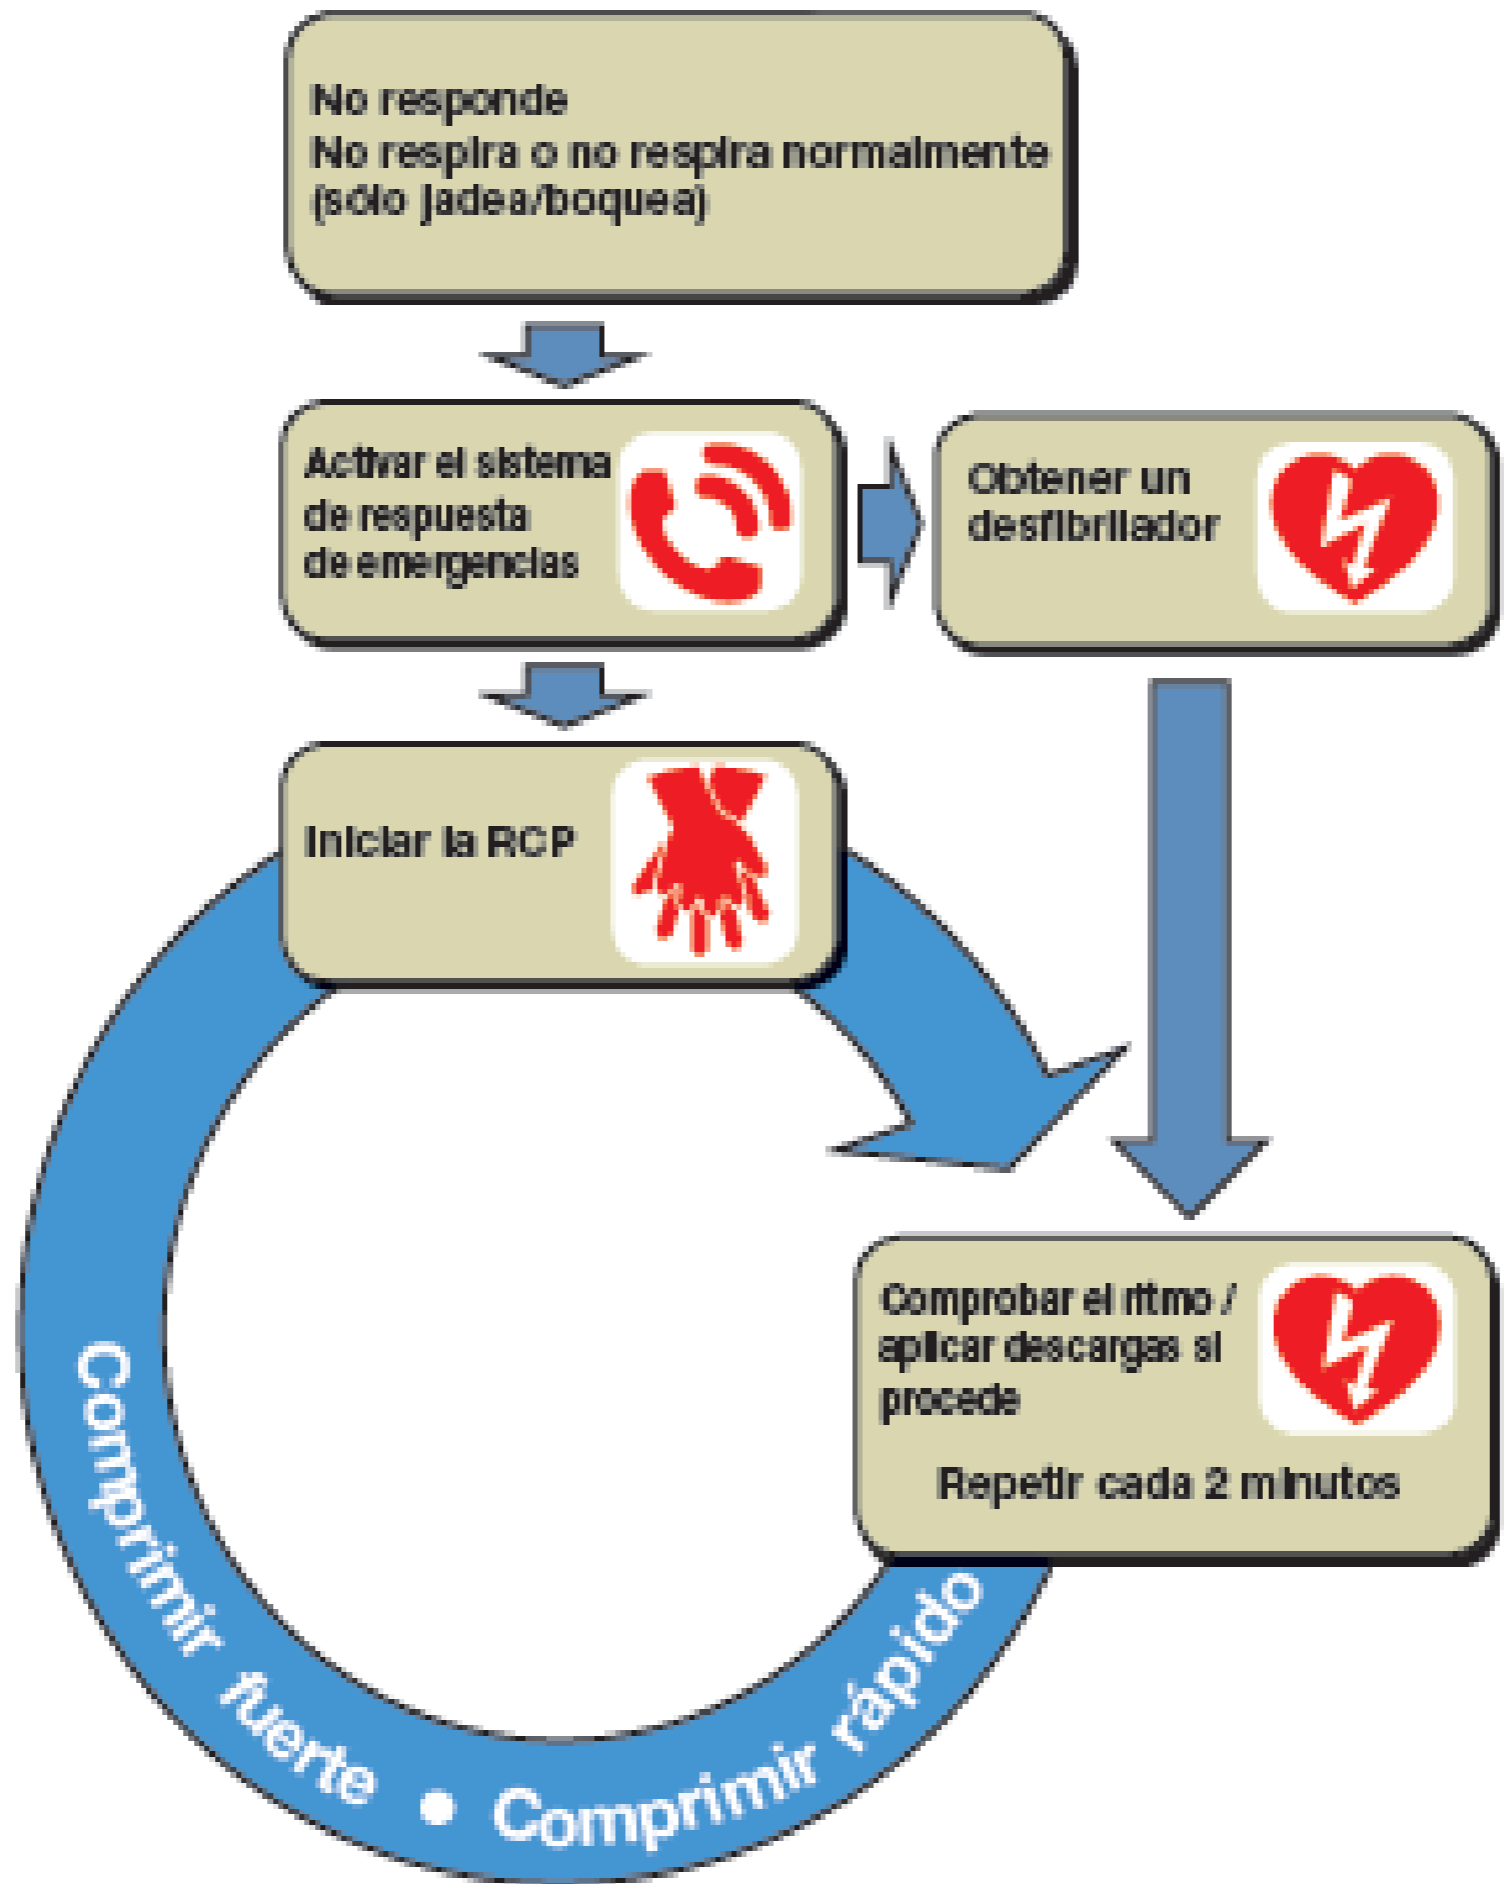 No responde
No respira o no respira normalmente
(sólo jadea/boquea)
Activar el sistema
de respuesta
de emergencias
Obtener un
desfibrilador
Iniciar la RCP
Comprobar el ritmo /
aplicar descargas si
procede
Repetir cada 2 minutos
Comprimir fuerte • Comprimir rápido